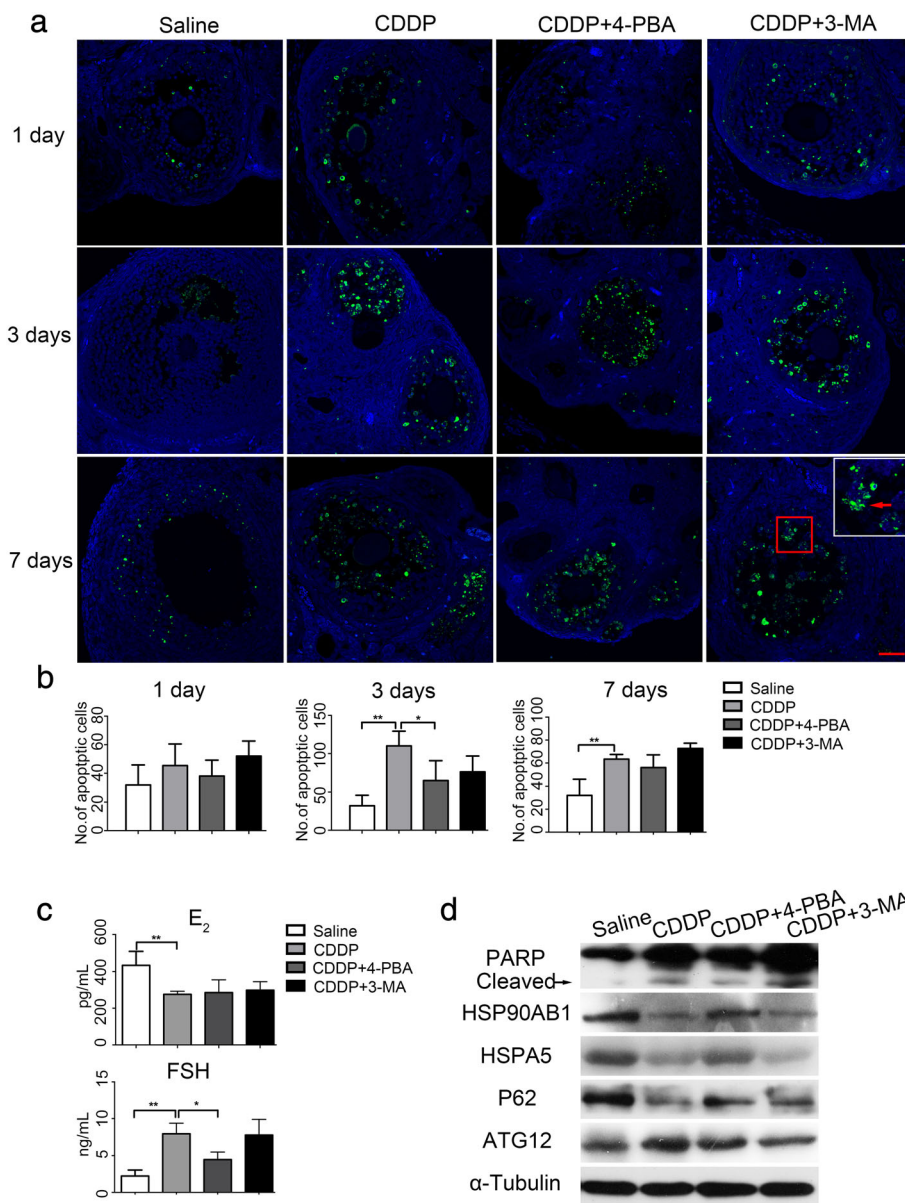 a
Saline CDDP CDDP+4-PBA CDDP+3-MA
1 day
3 days
7 days
b
1 day
No.of apoptptic cells
0 20 40 60 80
3 days
No.of apoptptic cells
0 50 100 150
7 days
No.of apoptptic cells
0 20 40 60 80 100
**
*
**
Saline
CDDP
CDDP+4-PBA
CDDP+3-MA
c
E2
pg/mL
0 200 400 600
**
Saline
CDDP
CDDP+4-PBA
CDDP+3-MA
FSH
ng/mL
0 5 10 15
** *
d
Saline CDDP CDDP+4-PBA CDDP+3-MA
PARP
Cleaved
HSP90AB1
HSPA5
P62
ATG12
α-Tubulin